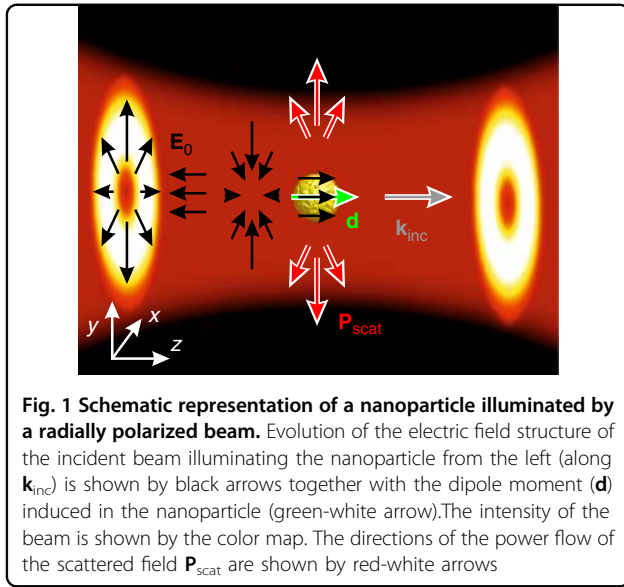 E0
d
kinc
Pscat
y
x
z
Fig. 1 Schematic representation of a nanoparticle illuminated by
a radially polarized beam. Evolution of the electric field structure of
the incident beam illuminating the nanoparticle from the left (along
kinc) is shown by black arrows together with the dipole moment (d)
induced in the nanoparticle (green-white arrow).The intensity of the
beam is shown by the color map. The directions of the power flow of
the scattered field Pscat are shown by red-white arrows